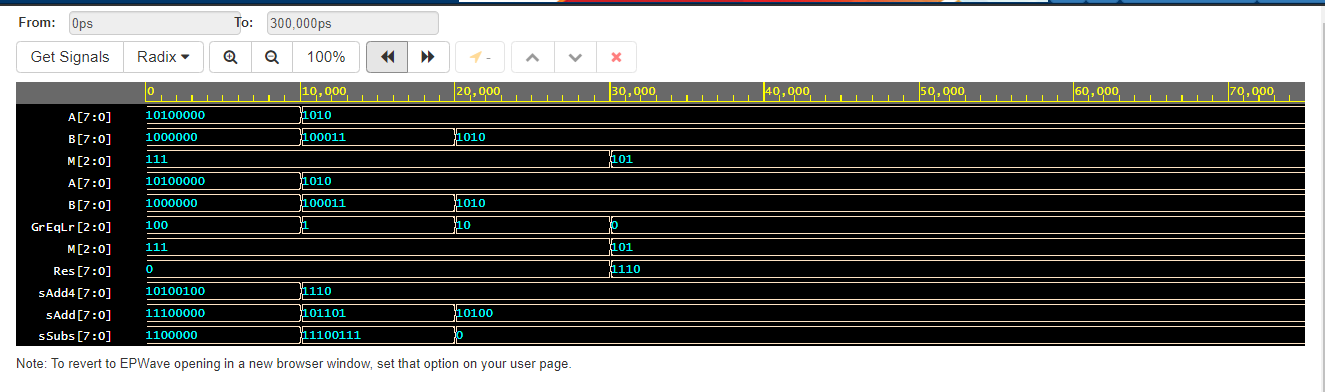 From: 0ps To: 300,000ps
Get Signals Radix 100% -
0 10,000 20,000 30,000 40,000 50,000 60,000 70,000
A[7:0] 10100000 1010
B[7:0] 1000000 100011 1010
M[2:0] 111 101
A[7:0] 10100000 1010
B[7:0] 1000000 100011 1010
GrEqLr[2:0] 100 1 10 0
M[2:0] 111 101
Res[7:0] 0 1110
sAdd4[7:0] 10100100 1110
sAdd[7:0] 11100000 101101 10100
sSubs[7:0] 1100000 11100111 0
Note: To revert to EPWave opening in a new browser window, set that option on your user page.